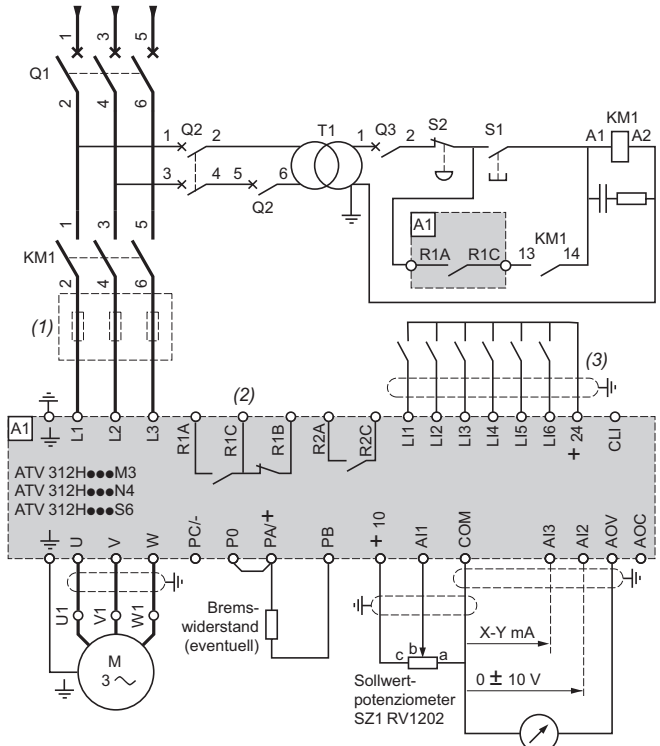 1 3 5
Q1
2 4 6
1 Q2 2 T1 1 Q3 2 S2 S1 KM1
A1 A2
3 4 5 6
Q2
A1
R1A R1C 13 KM1 14
1 3 5
KM1
2 4 6
(1)
(2)
(3)
A1
L1 L2 L3 R1A R1C R1B R2A R2C LI1 LI2 LI3 LI4 LI5 LI6 + 24 CLI
ATV 312H●●●M3
ATV 312H●●●N4
ATV 312H●●●S6
U V W PC/- P0 PA/+ PB + 10 AI1 COM AI3 AI2 AOV AOC
U1 V1 W1
M
3 ~
Brems-
widerstand
(eventuell)
c b a
Sollwert-
potenziometer
SZ1 RV1202
X-Y mA
0 ± 10 V